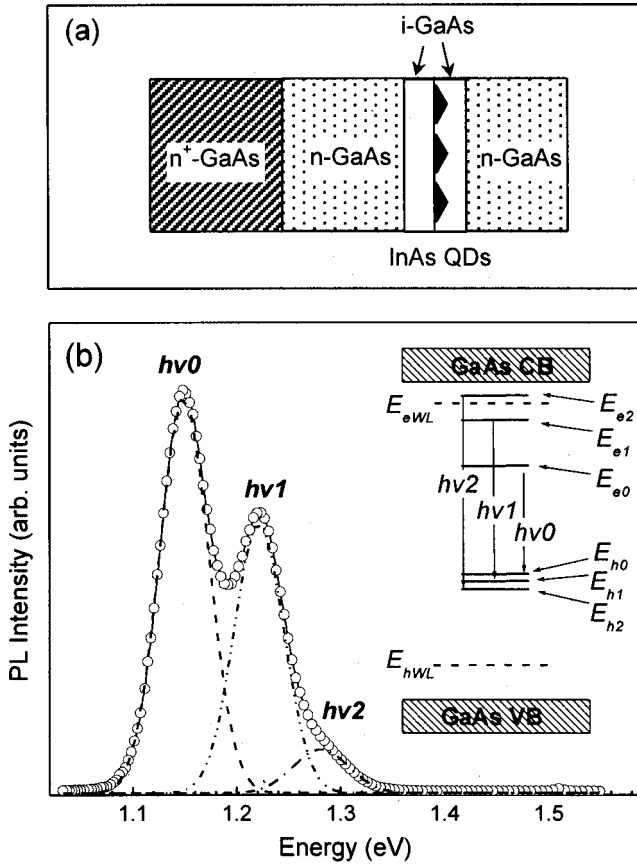 (a)
i-GaAs
n+-GaAs
n-GaAs
n-GaAs
InAs QDs
(b)
hν0
hν1
hν2
GaAs CB
EeWL
Ee2
Ee1
Ee0
hν2
hν1
hν0
Eh0
Eh1
Eh2
EhWL
GaAs VB
PL Intensity (arb. units)
1.1 1.2 1.3 1.4 1.5
Energy (eV)